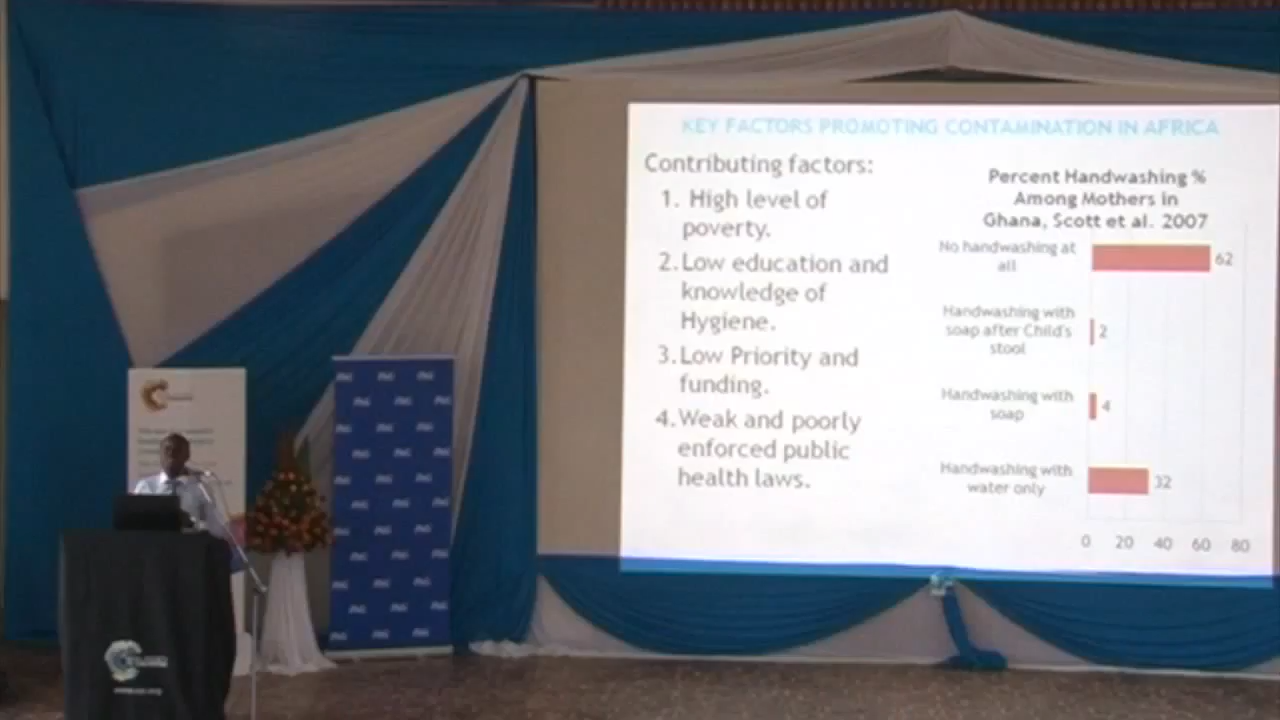 KEY FACTORS PROMOTING CONTAMINATION IN AFRICA
Contributing factors:
1. High level of
poverty.
2. Low education and
knowledge of
Hygiene.
3. Low Priority and
funding.
4. Weak and poorly
enforced public
health laws.
Percent Handwashing %
Among Mothers in
Ghana, Scott et al. 2007
No handwashing at
all
62
Handwashing with
soap after Child's
stool
2
Handwashing with
soap
4
Handwashing with
water only
32
0 20 40 60 80